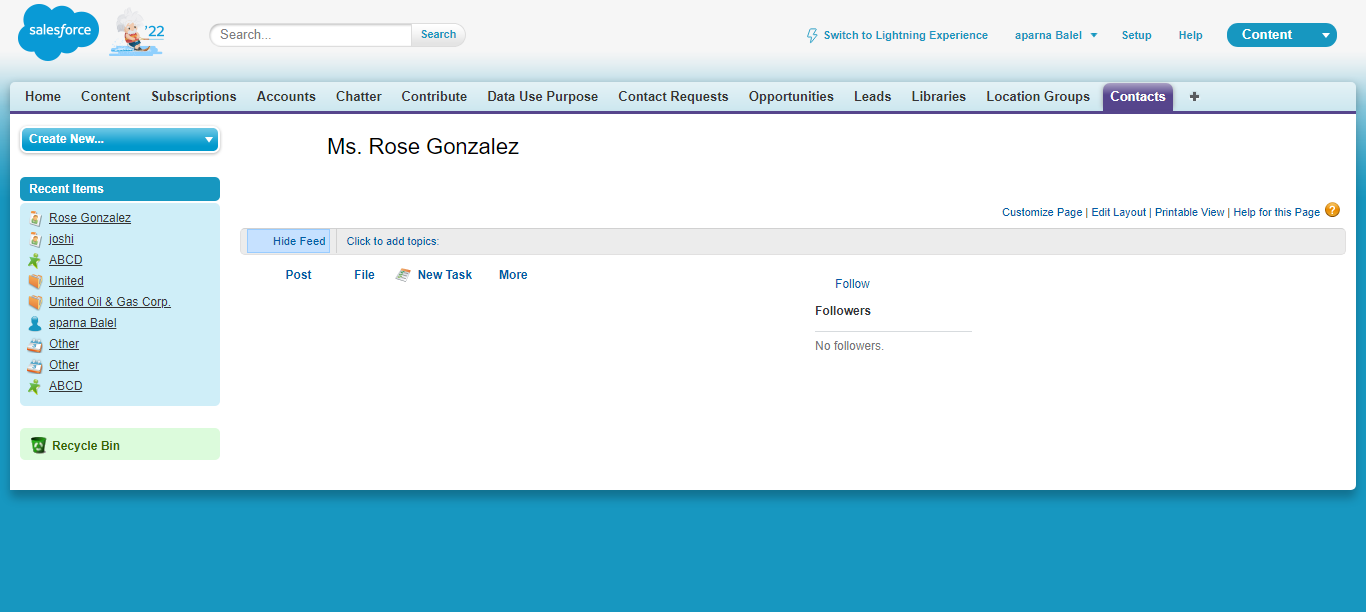 salesforce '22 Search... Search Switch to Lightning Experience aparna Balel Setup Help Content
Home Content Subscriptions Accounts Chatter Contribute Data Use Purpose Contact Requests Opportunities Leads Libraries Location Groups Contacts +
Create New...
Ms. Rose Gonzalez
Recent Items
Rose Gonzalez
joshi
ABCD
United
United Oil & Gas Corp.
aparna Balel
Other
Other
ABCD
Recycle Bin
Customize Page | Edit Layout | Printable View | Help for this Page ?
Hide Feed Click to add topics:
Post File New Task More
Follow
Followers
No followers.